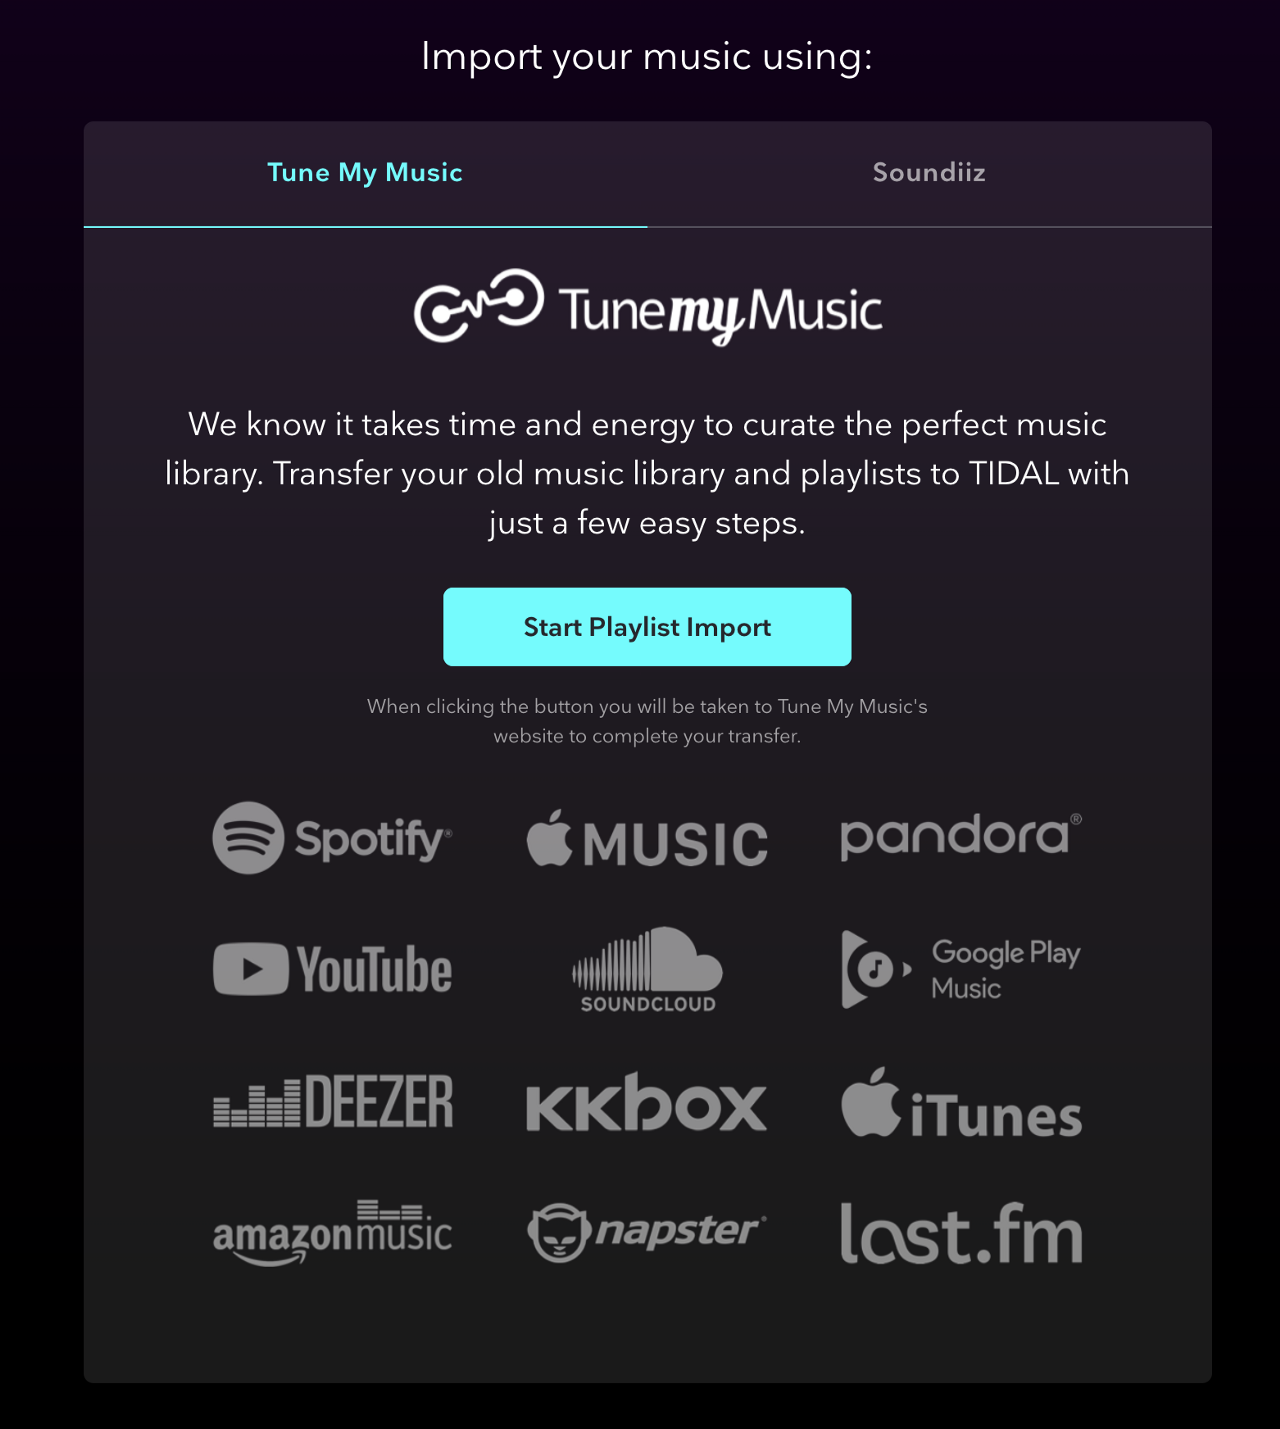 Import your music using:
Tune My Music
Soundiiz
TunemyMusic
We know it takes time and energy to curate the perfect music
library. Transfer your old music library and playlists to TIDAL with
just a few easy steps.
Start Playlist Import
When clicking the button you will be taken to Tune My Music's
website to complete your transfer.
Spotify®
MUSIC
pandora®
YouTube
SOUNDCLOUD
Google Play
Music
DEEZER
KKBOX
iTunes
amazon music
napster®
last.fm